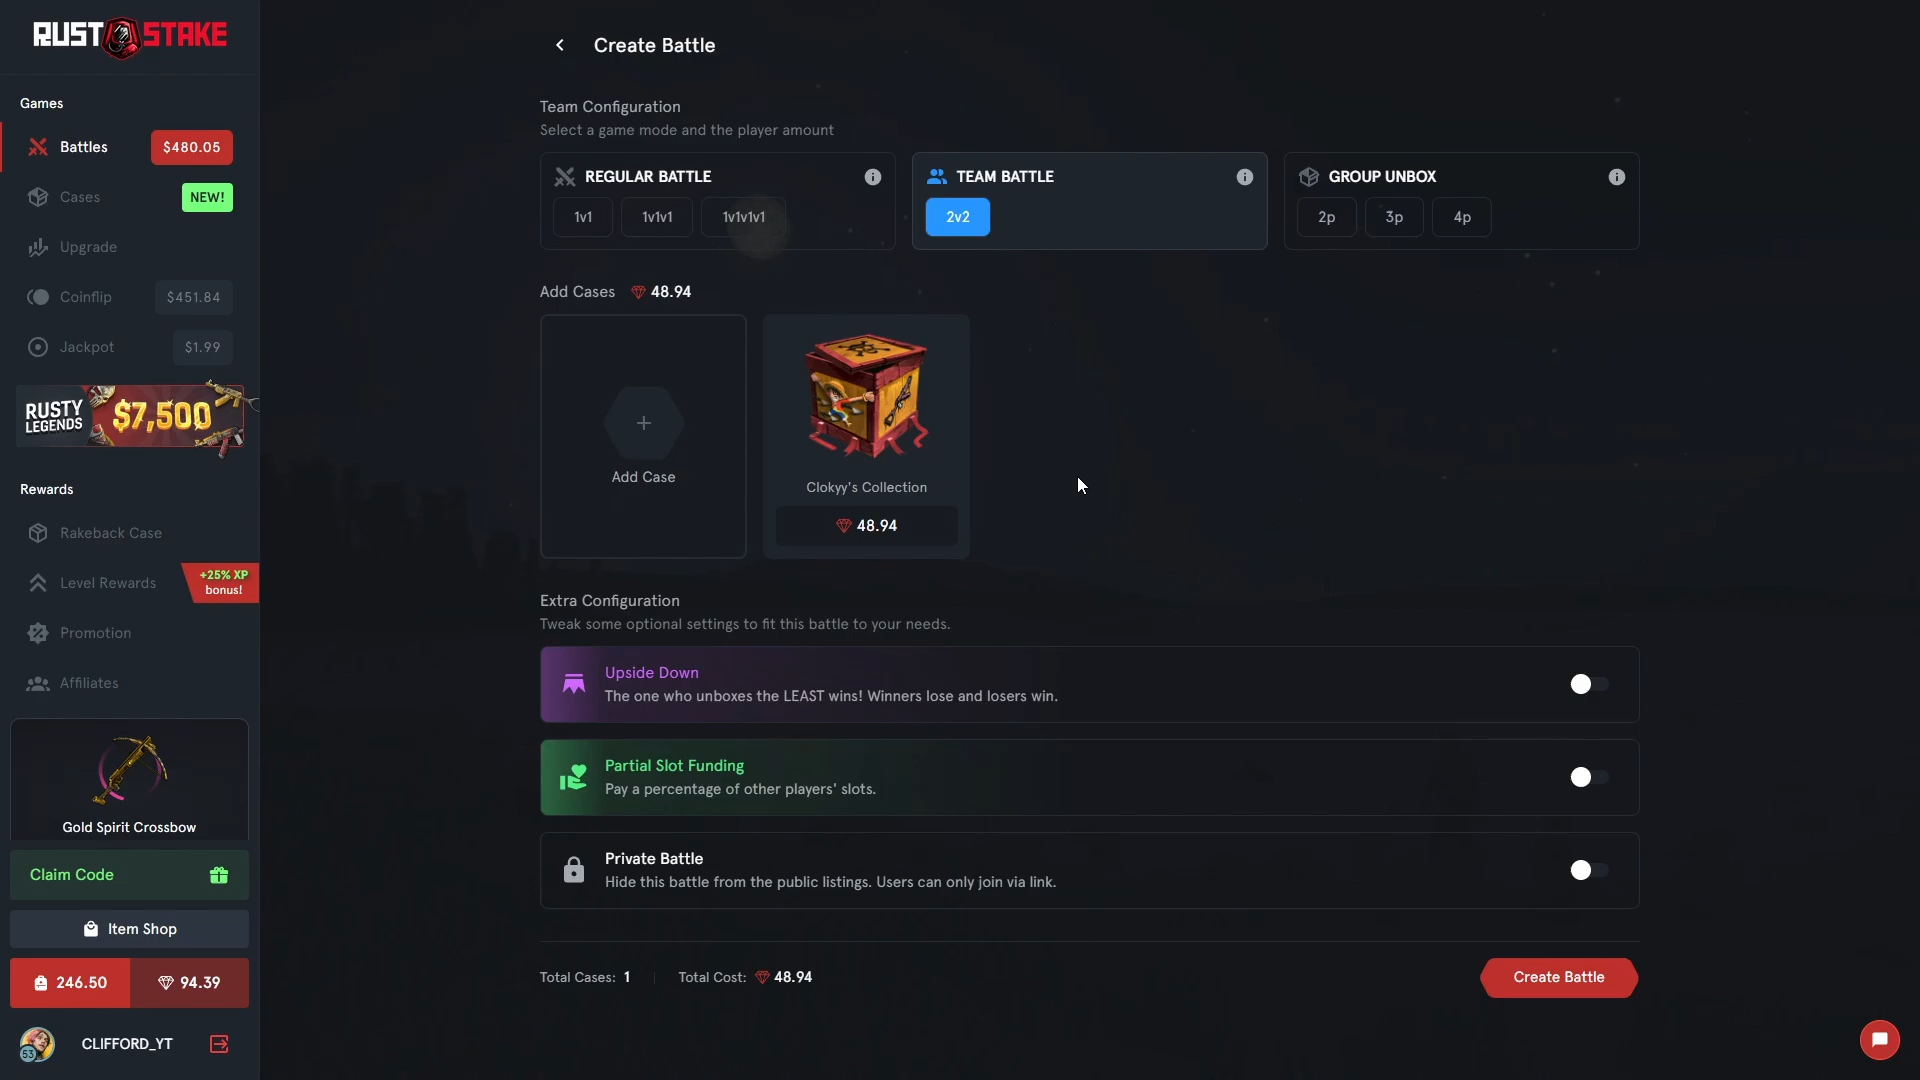 RUST STAKE
Games
Battles $480.05
Cases NEW!
Upgrade
Coinflip $451.84
Jackpot $1.99
RUSTY
LEGENDS
$7,500
Rewards
Rakeback Case
Level Rewards
+25% XP
bonus!
Promotion
Affiliates
Gold Spirit Crossbow
Claim Code
Item Shop
246.50 94.39
53
CLIFFORD_YT
Create Battle
Team Configuration
Select a game mode and the player amount
REGULAR BATTLE
1v1 1v1v1 1v1v1v1
TEAM BATTLE
2v2
GROUP UNBOX
2p 3p 4p
Add Cases 48.94
Add Case
Clokyy's Collection
48.94
Extra Configuration
Tweak some optional settings to fit this battle to your needs.
Upside Down
The one who unboxes the LEAST wins! Winners lose and losers win.
Partial Slot Funding
Pay a percentage of other players' slots.
Private Battle
Hide this battle from the public listings. Users can only join via link.
Total Cases: 1 Total Cost: 48.94
Create Battle